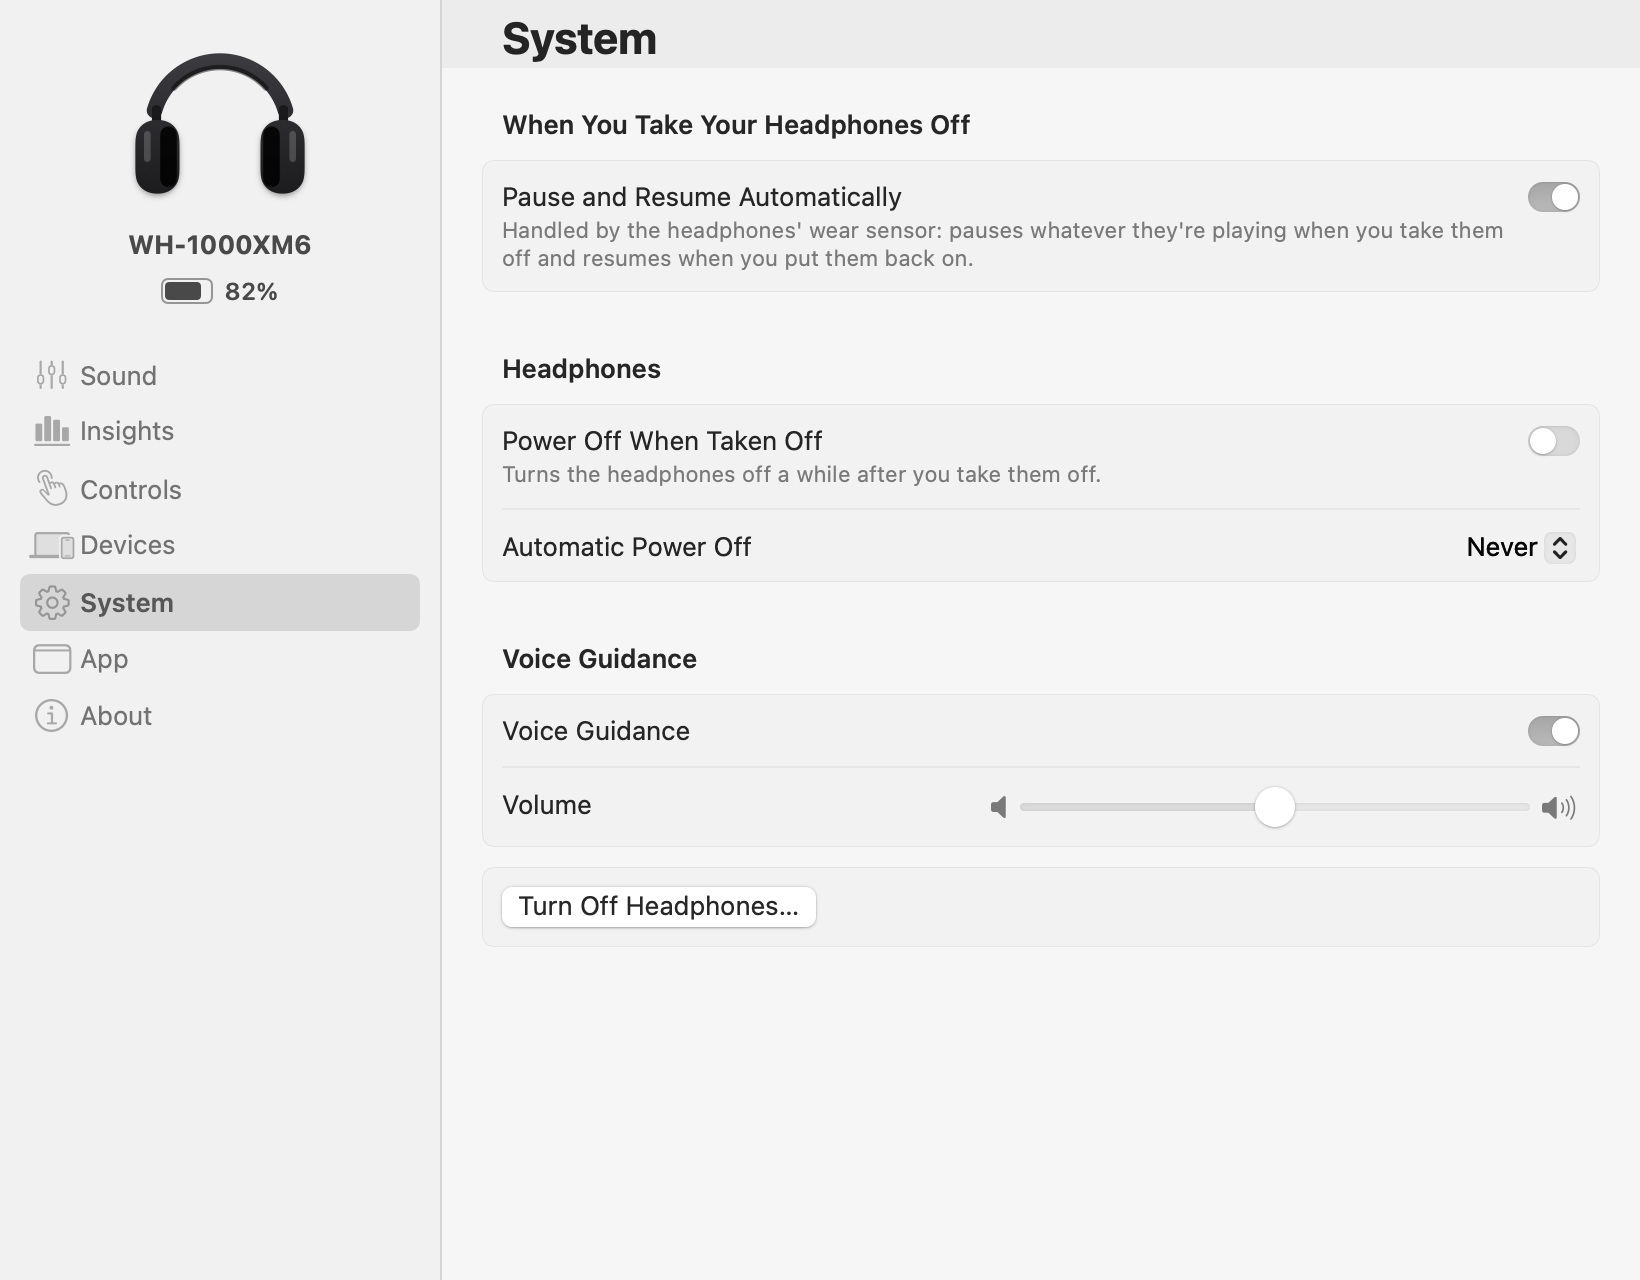 WH-1000XM6
82%
Sound
Insights
Controls
Devices
System
App
About
System
When You Take Your Headphones Off
Pause and Resume Automatically
Handled by the headphones' wear sensor: pauses whatever they're playing when you take them
off and resumes when you put them back on.
Headphones
Power Off When Taken Off
Turns the headphones off a while after you take them off.
Automatic Power Off
Never
Voice Guidance
Voice Guidance
Volume
Turn Off Headphones...